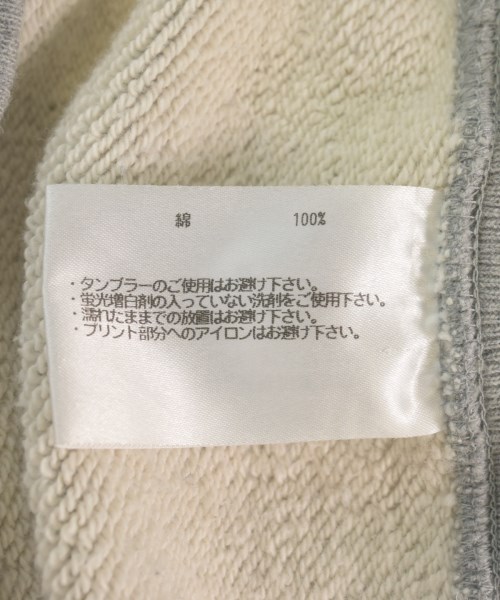 綿 100%
・タンブラーのご使用はお避け下さい。
・蛍光増白剤の入っていない洗剤をご使用下さい。
・濡れたままでの放置はお避け下さい。
・プリント部分へのアイロンはお避け下さい。